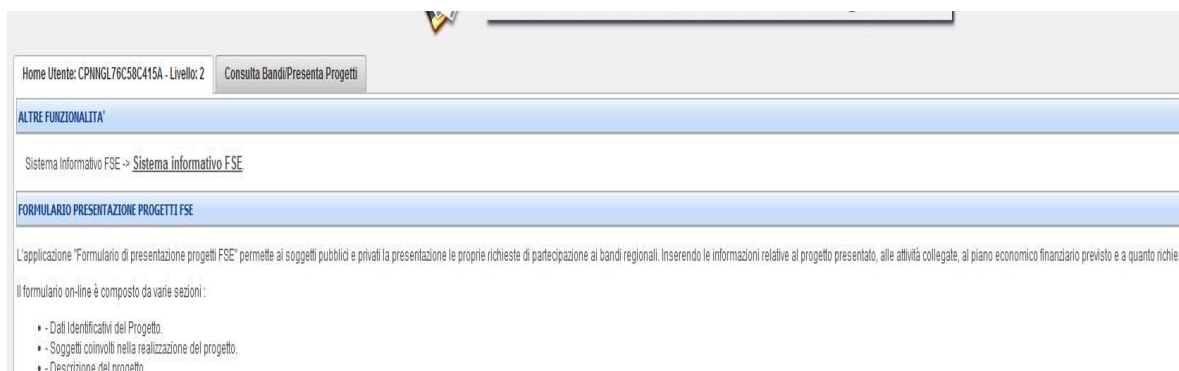 Home Utente: CPNNGL76C58C415A - Livello: 2 Consulta Bandi/Presenta Progetti
ALTRE FUNZIONALITA'
Sistema Informativo FSE -> Sistema informativo FSE.
FORMULARIO PRESENTAZIONE PROGETTI FSE
L'applicazione "Formulario di presentazione progetti FSE" permette ai soggetti pubblici e privati la presentazione le proprie richieste di partecipazione ai bandi regionali. Inserendo le informazioni relative al progetto presentato, alle attività collegate, al piano economico finanziario previsto e a quanto richie
Il formulario on-line è composto da varie sezioni :
• - Dati Identificativi del Progetto.
• - Soggetti coinvolti nella realizzazione del progetto.
• - Descrizione del progetto